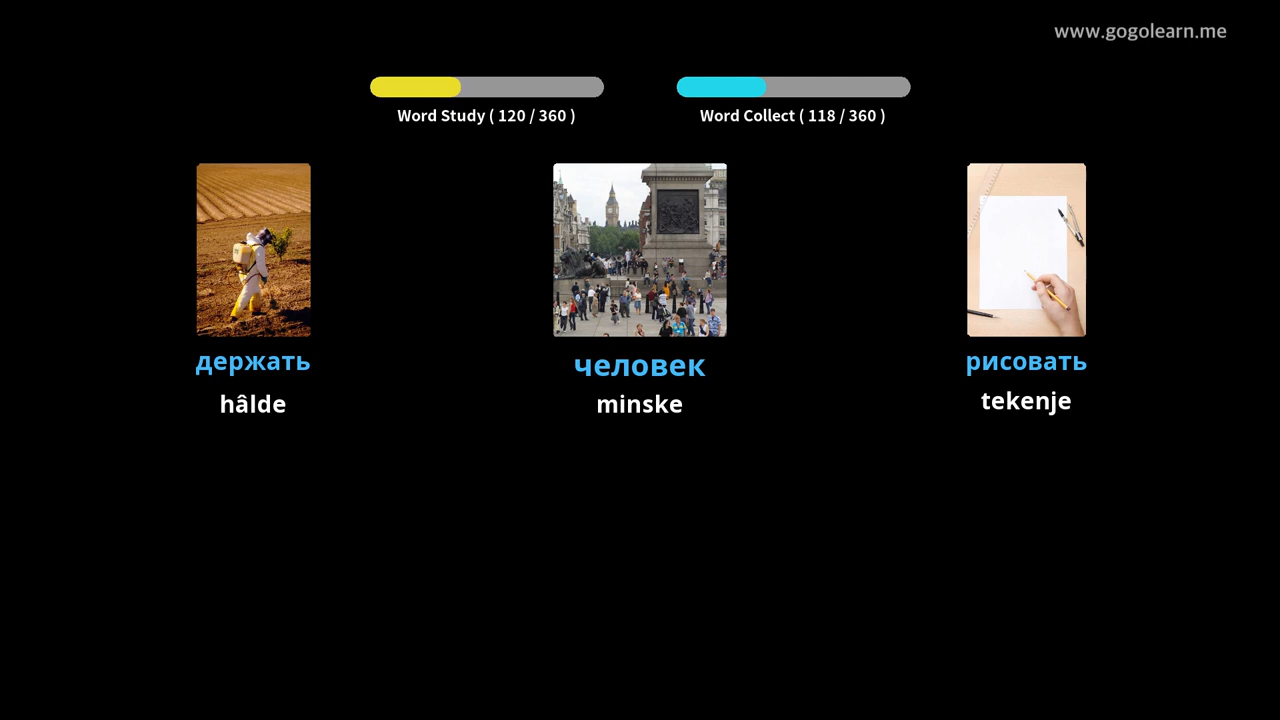 www.gogolearn.me
Word Study ( 120 / 360 )
Word Collect ( 118 / 360 )
держать
человек
рисовать
hâlde
minske
tekenje